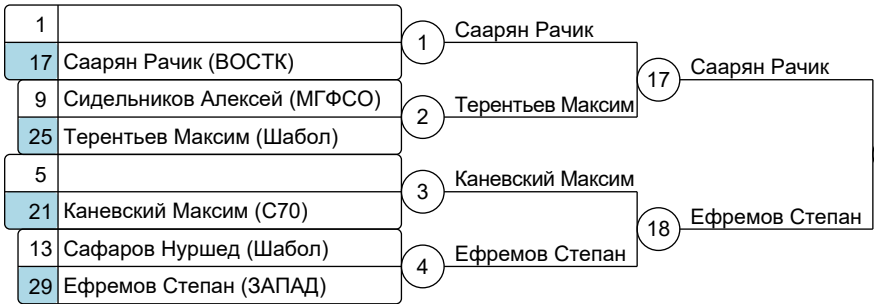 1
17 Саарян Рачик (ВОСТК)
9 Сидельников Алексей (МГФСО)
25 Терентьев Максим (Шабол)
5
21 Каневский Максим (С70)
13 Сафаров Нуршед (Шабол)
29 Ефремов Степан (ЗАПАД)
1 Саарян Рачик
2 Терентьев Максим
3 Каневский Максим
4 Ефремов Степан
17 Саарян Рачик
18 Ефремов Степан